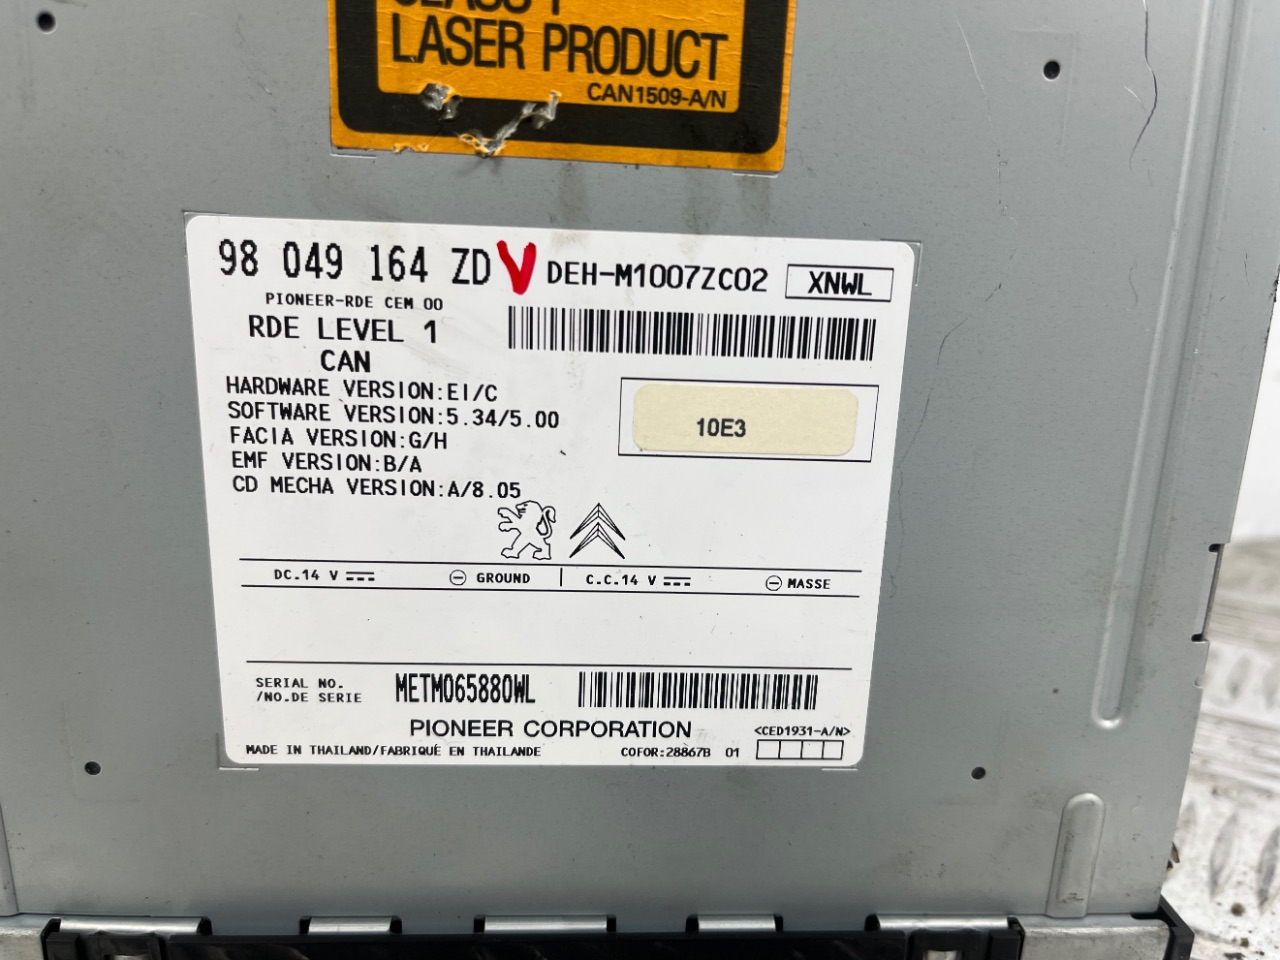 LASER PRODUCT
CAN1509-A/N
98 049 164 ZD V DEH-M1007ZC02 XNWL
PIONEER-RDE CEM 00
RDE LEVEL 1
CAN
HARDWARE VERSION:EI/C
SOFTWARE VERSION:5.34/5.00
FACIA VERSION:G/H
EMF VERSION:B/A
CD MECHA VERSION:A/8.05
10E3
DC.14 V GROUND C.C.14 V MASSE
SERIAL NO.
/NO.DE SERIE
METM065880WL
PIONEER CORPORATION
<CED1931-A/N>
MADE IN THAILAND/FABRIQUÉ EN THAILANDE
COFOR:28867B 01